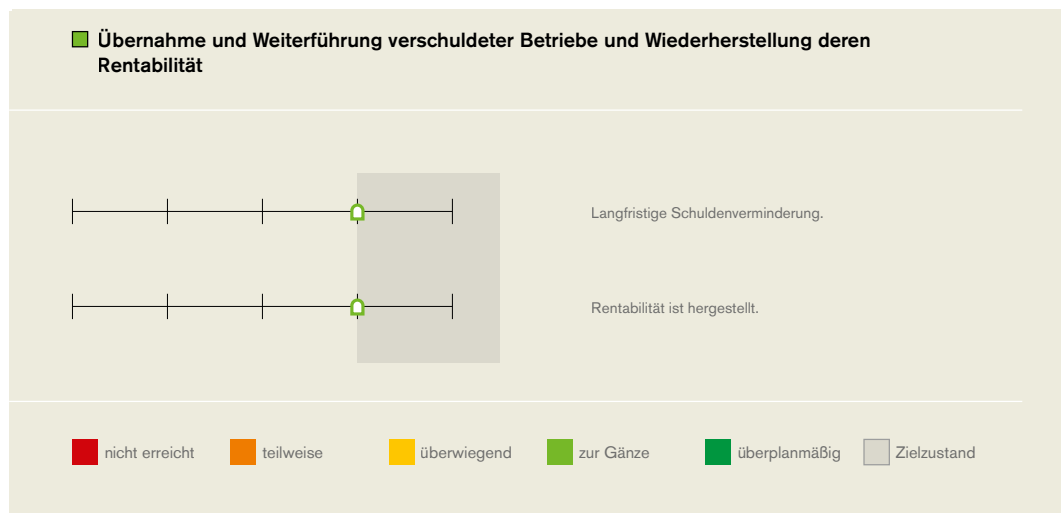 Übernahme und Weiterführung verschuldeter Betriebe und Wiederherstellung deren
Rentabilität
Langfristige Schuldenverminderung.
Rentabilität ist hergestellt.
nicht erreicht
teilweise
überwiegend
zur Gänze
überplanmäßig
Zielzustand